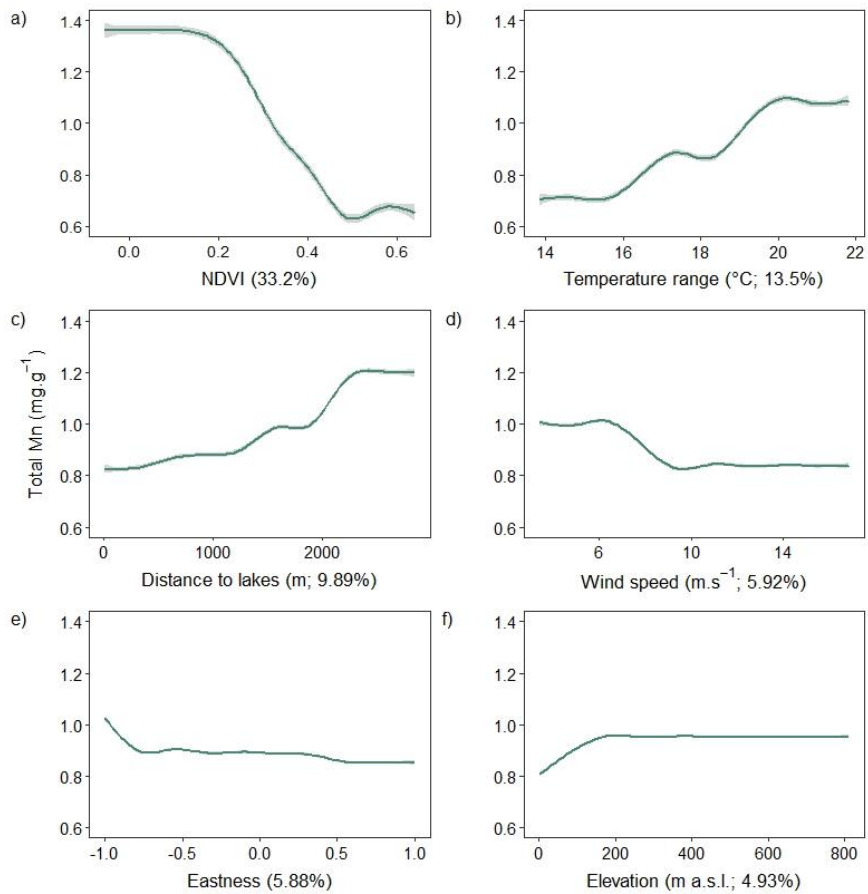 a)
1.4
1.2
1.0
0.8
0.6
0.0 0.2 0.4 0.6
NDVI (33.2%)
b)
1.4
1.2
1.0
0.8
0.6
14 16 18 20 22
Temperature range (°C; 13.5%)
Total Mn (mg.g⁻¹)
c)
1.4
1.2
1.0
0.8
0.6
0 1000 2000
Distance to lakes (m; 9.89%)
d)
1.4
1.2
1.0
0.8
0.6
6 10 14
Wind speed (m.s⁻¹; 5.92%)
e)
1.4
1.2
1.0
0.8
0.6
-1.0 -0.5 0.0 0.5 1.0
Eastness (5.88%)
f)
1.4
1.2
1.0
0.8
0.6
0 200 400 600 800
Elevation (m a.s.l.; 4.93%)